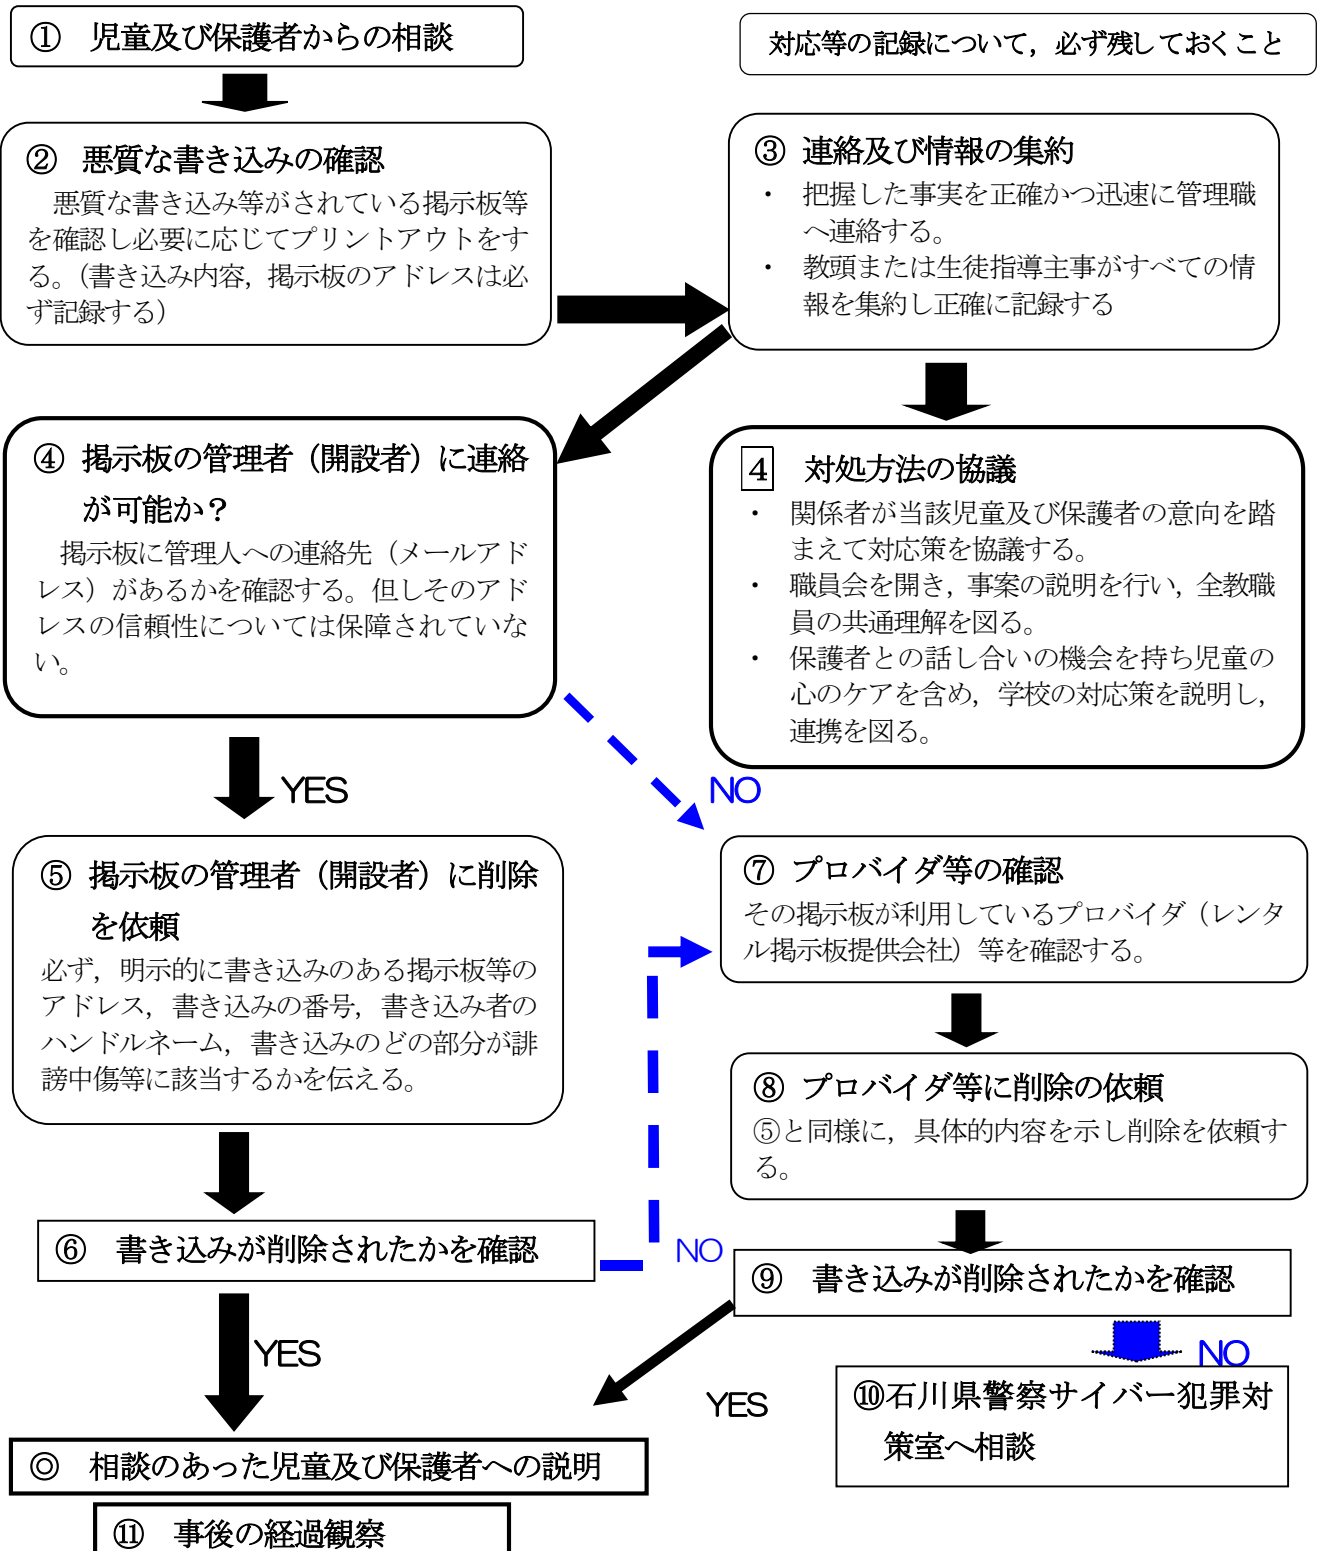 ① 児童及び保護者からの相談
対応等の記録について，必ず残しておくこと
② 悪質な書き込みの確認
悪質な書き込み等がされている掲示板等
を確認し必要に応じてプリントアウトをす
る。（書き込み内容，掲示板のアドレスは必
ず記録する）
③ 連絡及び情報の集約
・ 把握した事実を正確かつ迅速に管理職
へ連絡する。
・ 教頭または生徒指導主事がすべての情
報を集約し正確に記録する
④ 掲示板の管理者（開設者）に連絡
が可能か？
掲示板に管理人への連絡先（メールアド
レス）があるかを確認する。但しそのアド
レスの信頼性については保障されていな
い。
4 対処方法の協議
・ 関係者が当該児童及び保護者の意向を踏
まえて対応策を協議する。
・ 職員会を開き，事案の説明を行い，全教職
員の共通理解を図る。
・ 保護者との話し合いの機会を持ち児童の
心のケアを含め，学校の対応策を説明し，
連携を図る。
YES
NO
⑤ 掲示板の管理者（開設者）に削除
を依頼
必ず，明示的に書き込みのある掲示板等の
アドレス，書き込みの番号，書き込み者の
ハンドルネーム，書き込みのどの部分が誹
謗中傷等に該当するかを伝える。
⑦ プロバイダ等の確認
その掲示板が利用しているプロバイダ（レンタ
ル掲示板提供会社）等を確認する。
⑧ プロバイダ等に削除の依頼
⑤と同様に，具体的内容を示し削除を依頼す
る。
⑥ 書き込みが削除されたかを確認
NO
⑨ 書き込みが削除されたかを確認
YES
NO
YES
⑩石川県警察サイバー犯罪対
策室へ相談
◎ 相談のあった児童及び保護者への説明
⑪ 事後の経過観察